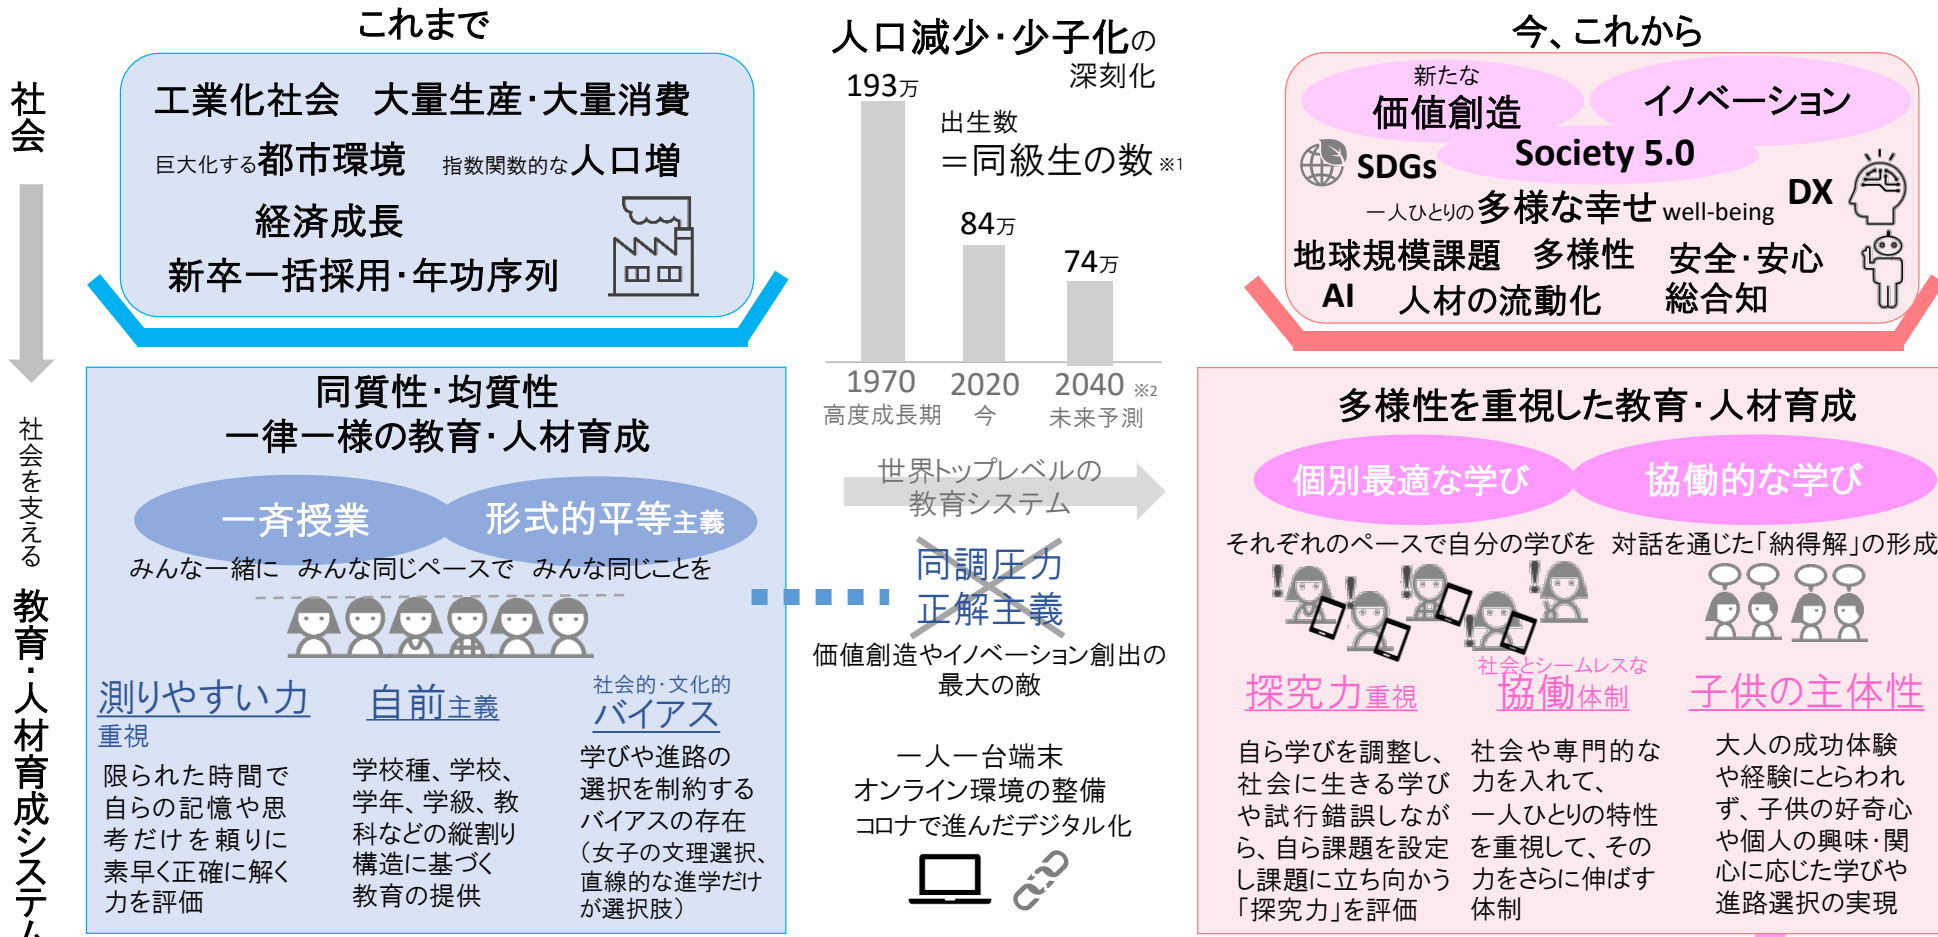 これまで
工業化社会　大量生産・大量消費
巨大化する都市環境　指数関数的な人口増
経済成長
新卒一括採用・年功序列
人口減少・少子化の
深刻化
193万
出生数
＝同級生の数 ※1
84万
74万
1970
2020
2040 ※2
高度成長期
今
未来予測
今、これから
新たな
価値創造
イノベーション
Society 5.0
SDGs
DX
一人ひとりの多様な幸せ well-being
地球規模課題　多様性　安全・安心
AI　人材の流動化　総合知
社会
社会を支える
教育・人材育成システム
同質性・均質性
一律一様の教育・人材育成
一斉授業
形式的平等主義
みんな一緒に　みんな同じペースで　みんな同じことを
測りやすい力
重視
限られた時間で
自らの記憶や思
考だけを頼りに
素早く正確に解く
力を評価
自前主義
学校種、学校、
学年、学級、教
科などの縦割り
構造に基づく
教育の提供
社会的・文化的
バイアス
学びや進路の
選択を制約する
バイアスの存在
（女子の文理選択、
直線的な進学だけ
が選択肢）
世界トップレベルの
教育システム
同調圧力
正解主義
価値創造やイノベーション創出の
最大の敵
一人一台端末
オンライン環境の整備
コロナで進んだデジタル化
多様性を重視した教育・人材育成
個別最適な学び
協働的な学び
それぞれのペースで自分の学びを
対話を通じた「納得解」の形成
探究力重視
自ら学びを調整し、
社会に生きる学び
や試行錯誤しなが
ら、自ら課題を設定
し課題に立ち向かう
「探究力」を評価
社会とシームレスな
協働体制
社会や専門的な
力を入れて、
一人ひとりの特性
を重視して、その
力をさらに伸ばす
体制
子供の主体性
大人の成功体験
や経験にとらわれ
ず、子供の好奇心
や個人の興味・関
心に応じた学びや
進路選択の実現